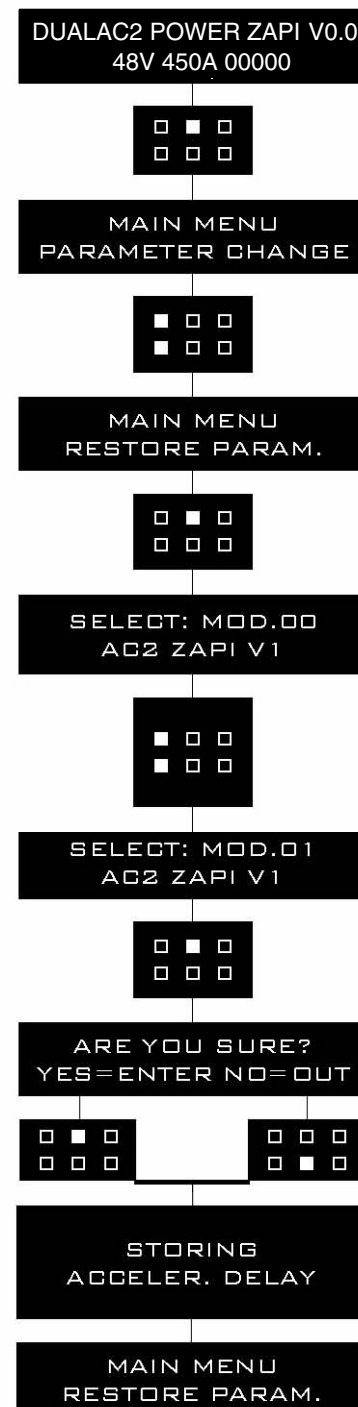 DUALAC2 POWER ZAPI V0.0
48V 450A 00000
MAIN MENU
PARAMETER CHANGE
MAIN MENU
RESTORE PARAM.
SELECT: MOD.00
AC2 ZAPI V1
SELECT: MOD.01
AC2 ZAPI V1
ARE YOU SURE?
YES=ENTER NO=OUT
STORING
ACCELER. DELAY
MAIN MENU
RESTORE PARAM.